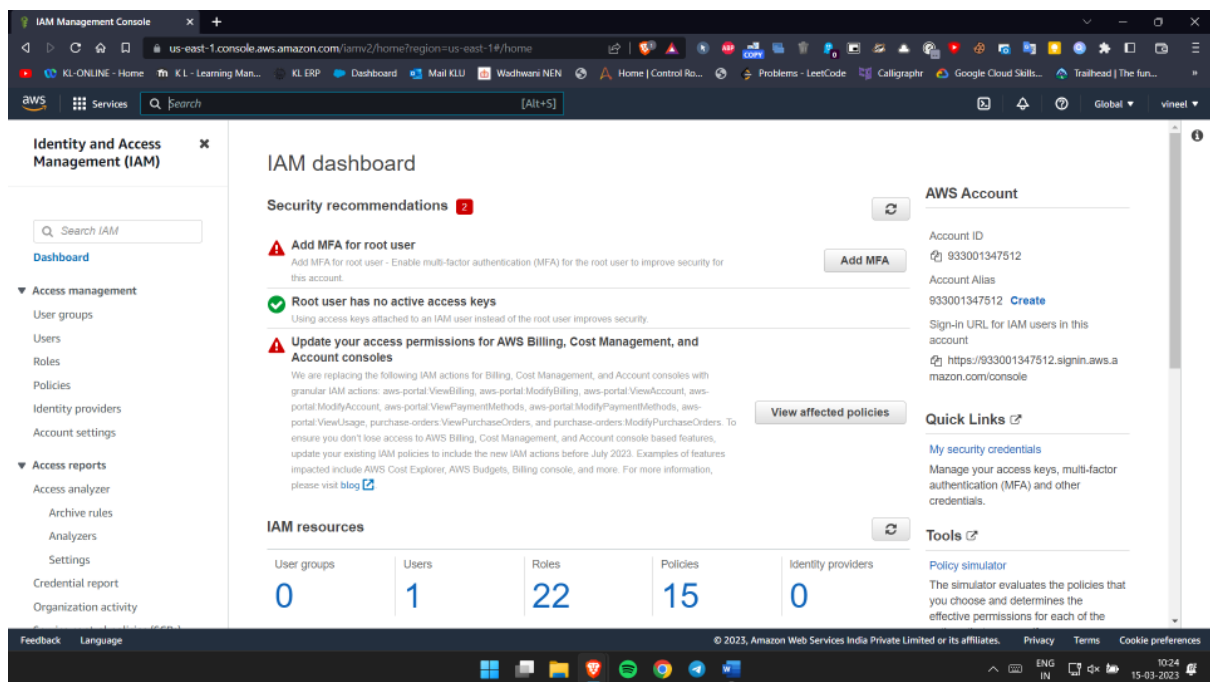 IAM Management Console
us-east-1.console.aws.amazon.com/iamv2/home?region=us-east-1#/home
COPY
KL-ONLINE - Home
K L - Learning Man...
KL ERP
Dashboard
Mail KLU
Wadhwani NEN
Home | Control Ro...
Problems - LeetCode
Calligraphr
Google Cloud Skills...
Trailhead | The fun...
aws
Services
Search
[Alt+S]
Global
vineel
Identity and Access
Management (IAM)
Search IAM
Dashboard
Access management
User groups
Users
Roles
Policies
Identity providers
Account settings
Access reports
Access analyzer
Archive rules
Analyzers
Settings
Credential report
Organization activity
IAM dashboard
Security recommendations 2
Add MFA for root user
Add MFA for root user - Enable multi-factor authentication (MFA) for the root user to improve security for
this account.
Add MFA
Root user has no active access keys
Using access keys attached to an IAM user instead of the root user improves security.
Update your access permissions for AWS Billing, Cost Management, and
Account consoles
We are replacing the following IAM actions for Billing, Cost Management, and Account consoles with
granular IAM actions: aws-portal:ViewBilling, aws-portal:ModifyBilling, aws-portal:ViewAccount, aws-
portal:ModifyAccount, aws-portal:ViewPaymentMethods, aws-portal:ModifyPaymentMethods, aws-
portal:ViewUsage, purchase-orders:ViewPurchaseOrders, and purchase-orders:ModifyPurchaseOrders. To
ensure you don't lose access to AWS Billing, Cost Management, and Account console based features,
update your existing IAM policies to include the new IAM actions before July 2023. Examples of features
impacted include AWS Cost Explorer, AWS Budgets, Billing console, and more. For more information,
please visit blog
View affected policies
IAM resources
User groups
0
Users
1
Roles
22
Policies
15
Identity providers
0
AWS Account
Account ID
933001347512
Account Alias
933001347512 Create
Sign-in URL for IAM users in this
account
https://933001347512.signin.aws.a
mazon.com/console
Quick Links
My security credentials
Manage your access keys, multi-factor
authentication (MFA) and other
credentials.
Tools
Policy simulator
The simulator evaluates the policies that
you choose and determines the
effective permissions for each of the
Feedback
Language
© 2023, Amazon Web Services India Private Limited or its affiliates.
Privacy
Terms
Cookie preferences
ENG
IN
10:24
15-03-2023